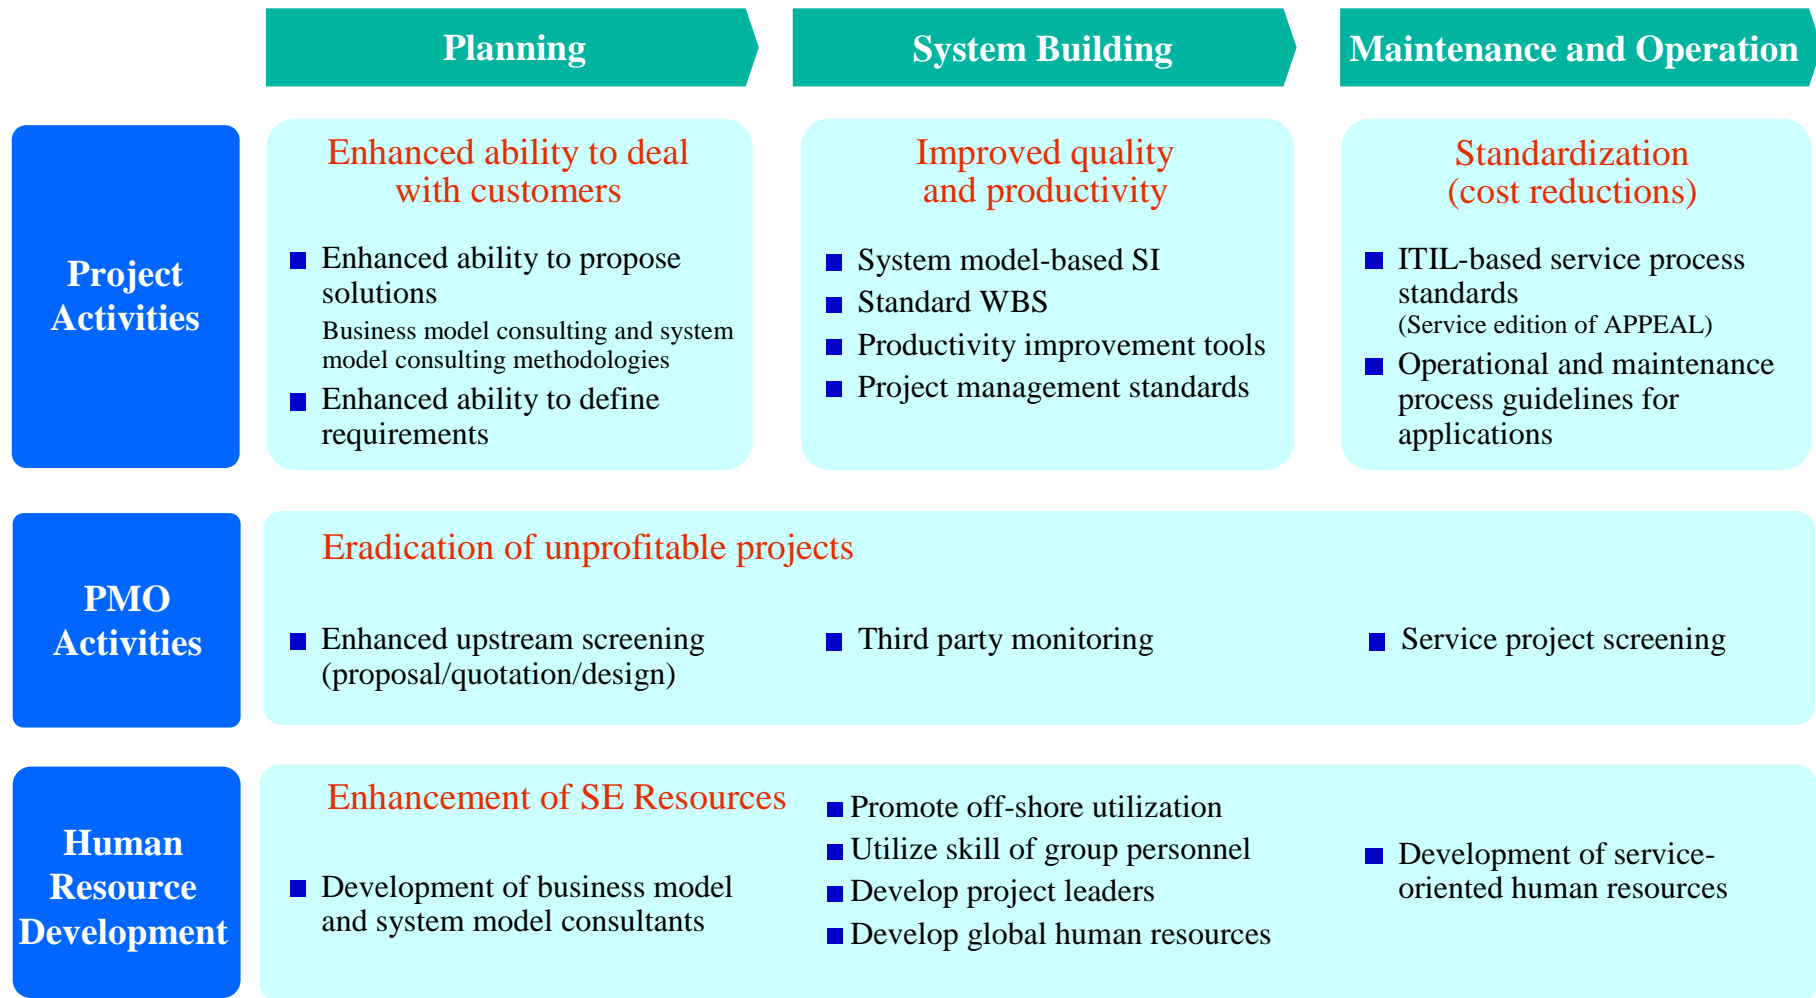 Planning
System Building
Maintenance and Operation
Project
Activities
Enhanced ability to deal
with customers
Enhanced ability to propose
solutions
Business model consulting and system
model consulting methodologies
Enhanced ability to define
requirements
Improved quality
and productivity
System model-based SI
Standard WBS
Productivity improvement tools
Project management standards
Standardization
(cost reductions)
ITIL-based service process
standards
(Service edition of APPEAL)
Operational and maintenance
process guidelines for
applications
PMO
Activities
Eradication of unprofitable projects
Enhanced upstream screening
(proposal/quotation/design)
Third party monitoring
Service project screening
Human
Resource
Development
Enhancement of SE Resources
Development of business model
and system model consultants
Promote off-shore utilization
Utilize skill of group personnel
Develop project leaders
Develop global human resources
Development of service-
oriented human resources